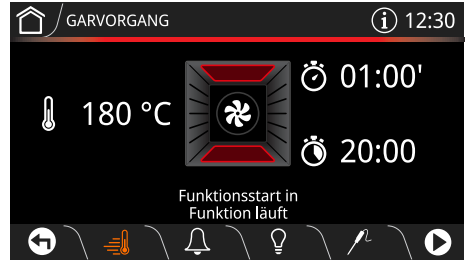 GARVORGANG
i 12:30
180 °C
01:00'
20:00
Funktionsstart in
Funktion läuft